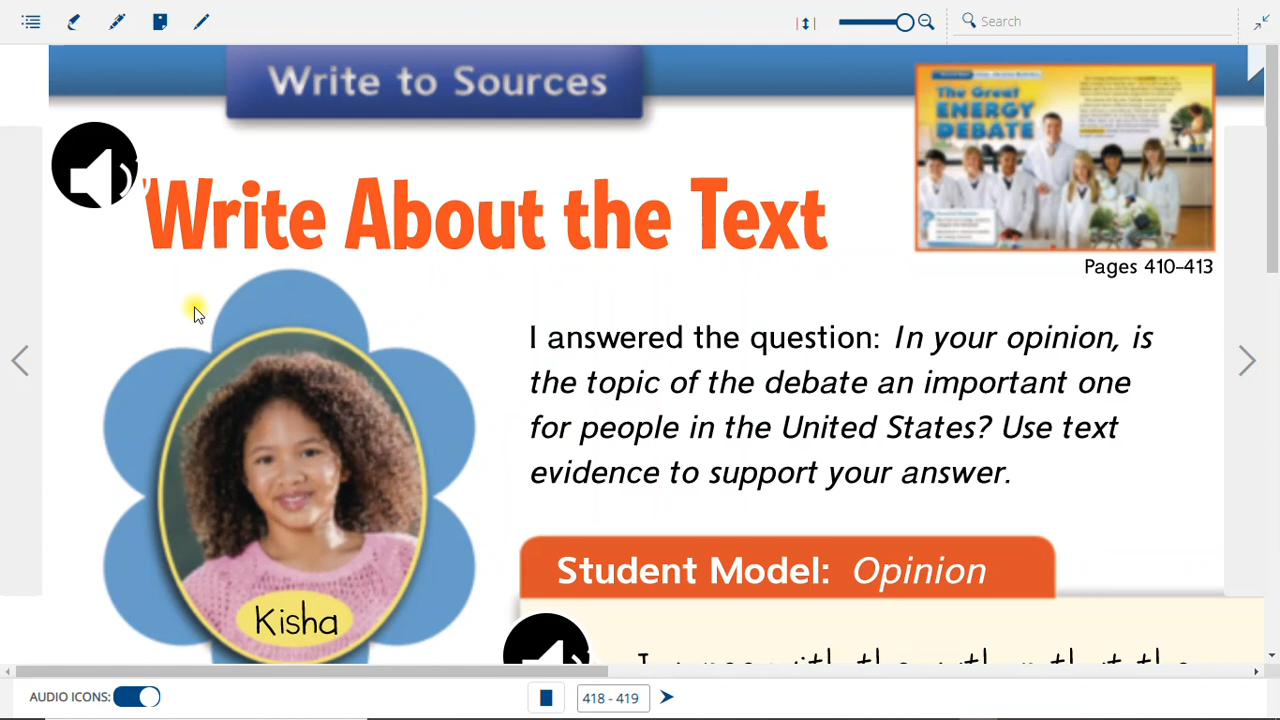 Search
Write to Sources
The Great
ENERGY
DEBATE
Write About the Text
Pages 410-413
I answered the question: In your opinion, is
the topic of the debate an important one
for people in the United States? Use text
evidence to support your answer.
Student Model: Opinion
Kisha
AUDIO ICONS:
418 - 419